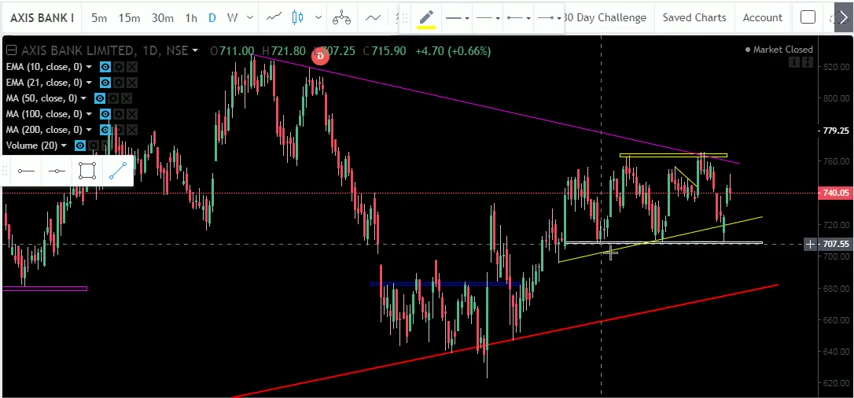 AXIS BANK I 5m 15m 30m 1h D W 30 Day Challenge Saved Charts Account
AXIS BANK LIMITED, 1D, NSE O711.00 H721.80 707.25 C715.90 +4.70 (+0.66%)
Market Closed
D
EMA (10, close, 0)
EMA (21, close, 0)
MA (50, close, 0)
MA (100, close, 0)
MA (200, close, 0)
Volume (20)
820.00
800.00
779.25
760.00
740.05
720.00
707.55
700.00
680.00
660.00
640.00
620.00